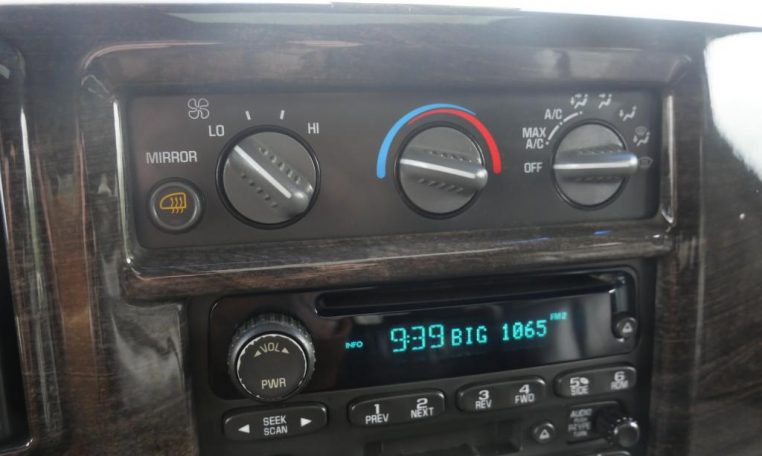 LO HI
MIRROR
A/C
MAX
A/C
OFF
INFO 9:39 BIG 1065 FM2
VOL
PWR
SEEK
SCAN
1 PREV
2 NEXT
3 REV
4 FWD
5 SIDE
6 RDM
AUDIO